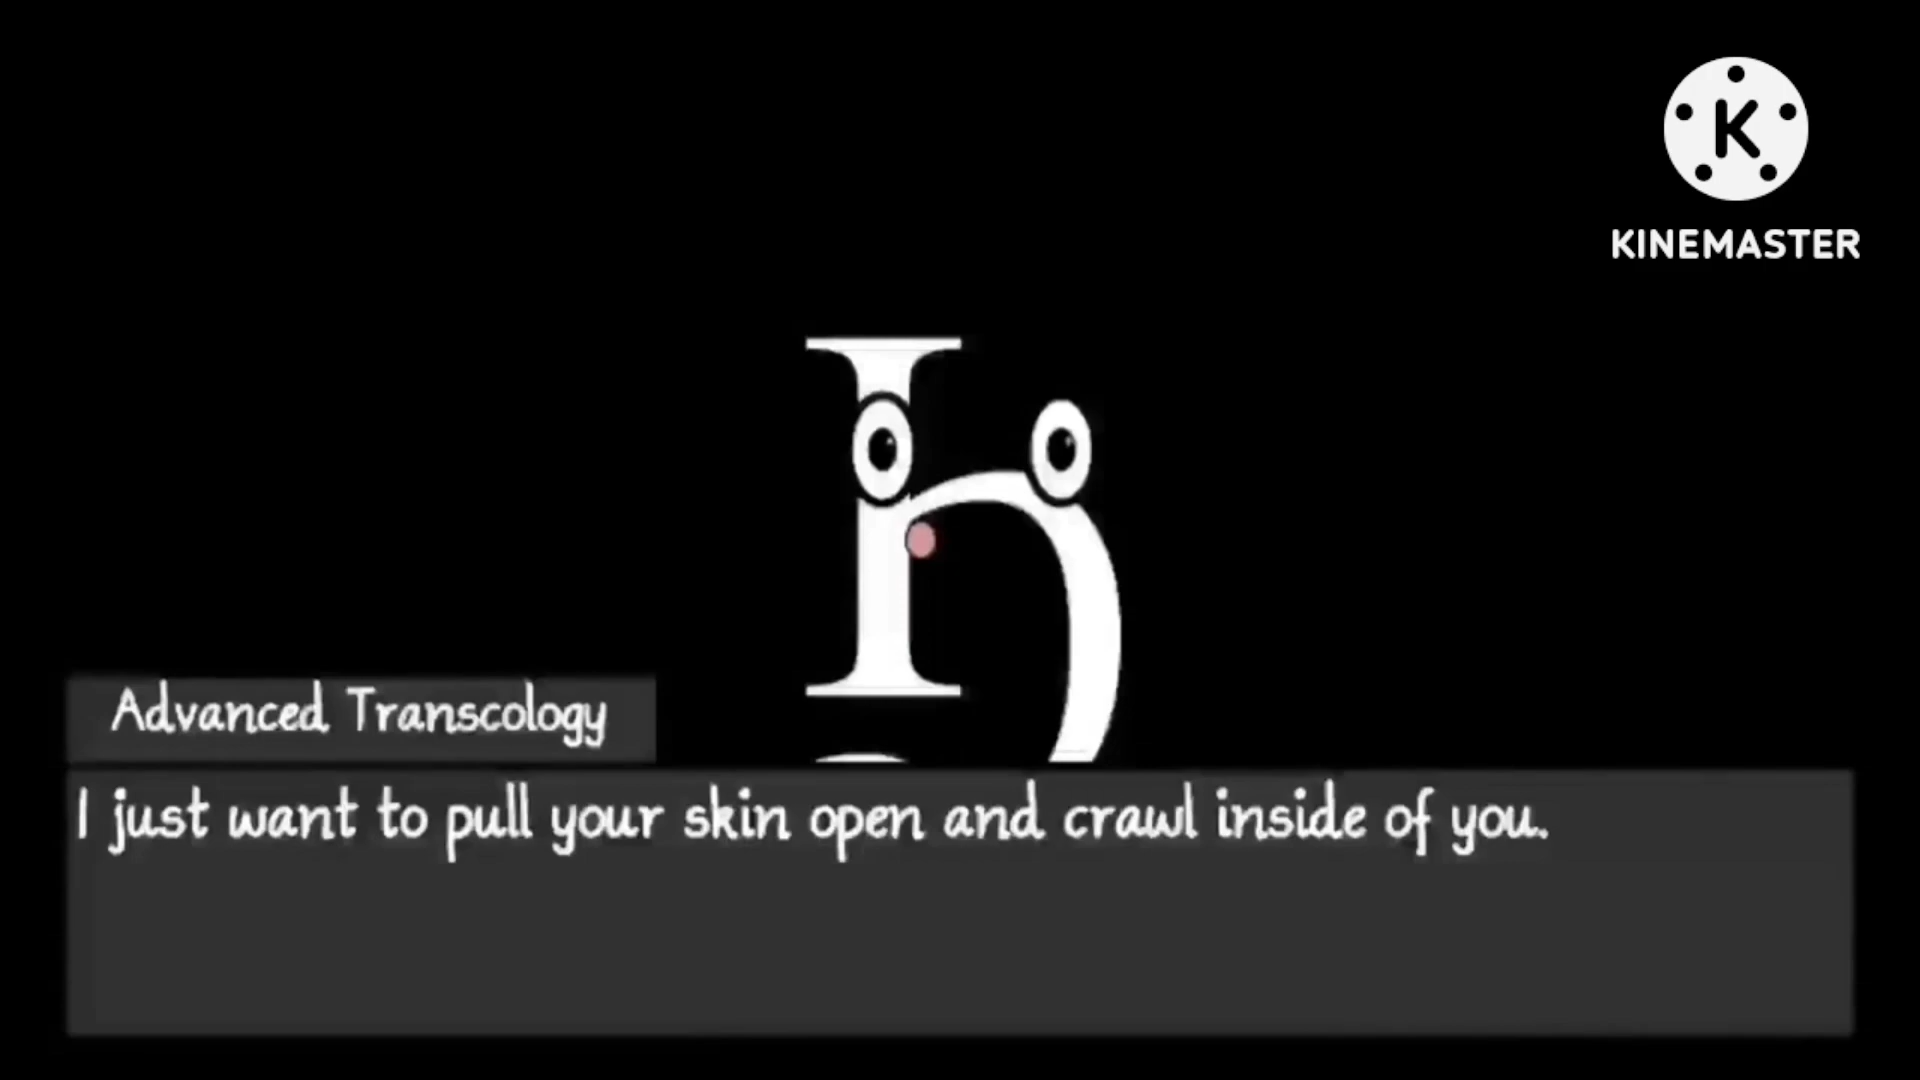 K
KINEMASTER
Advanced Transcology
I just want to pull your skin open and crawl inside of you.